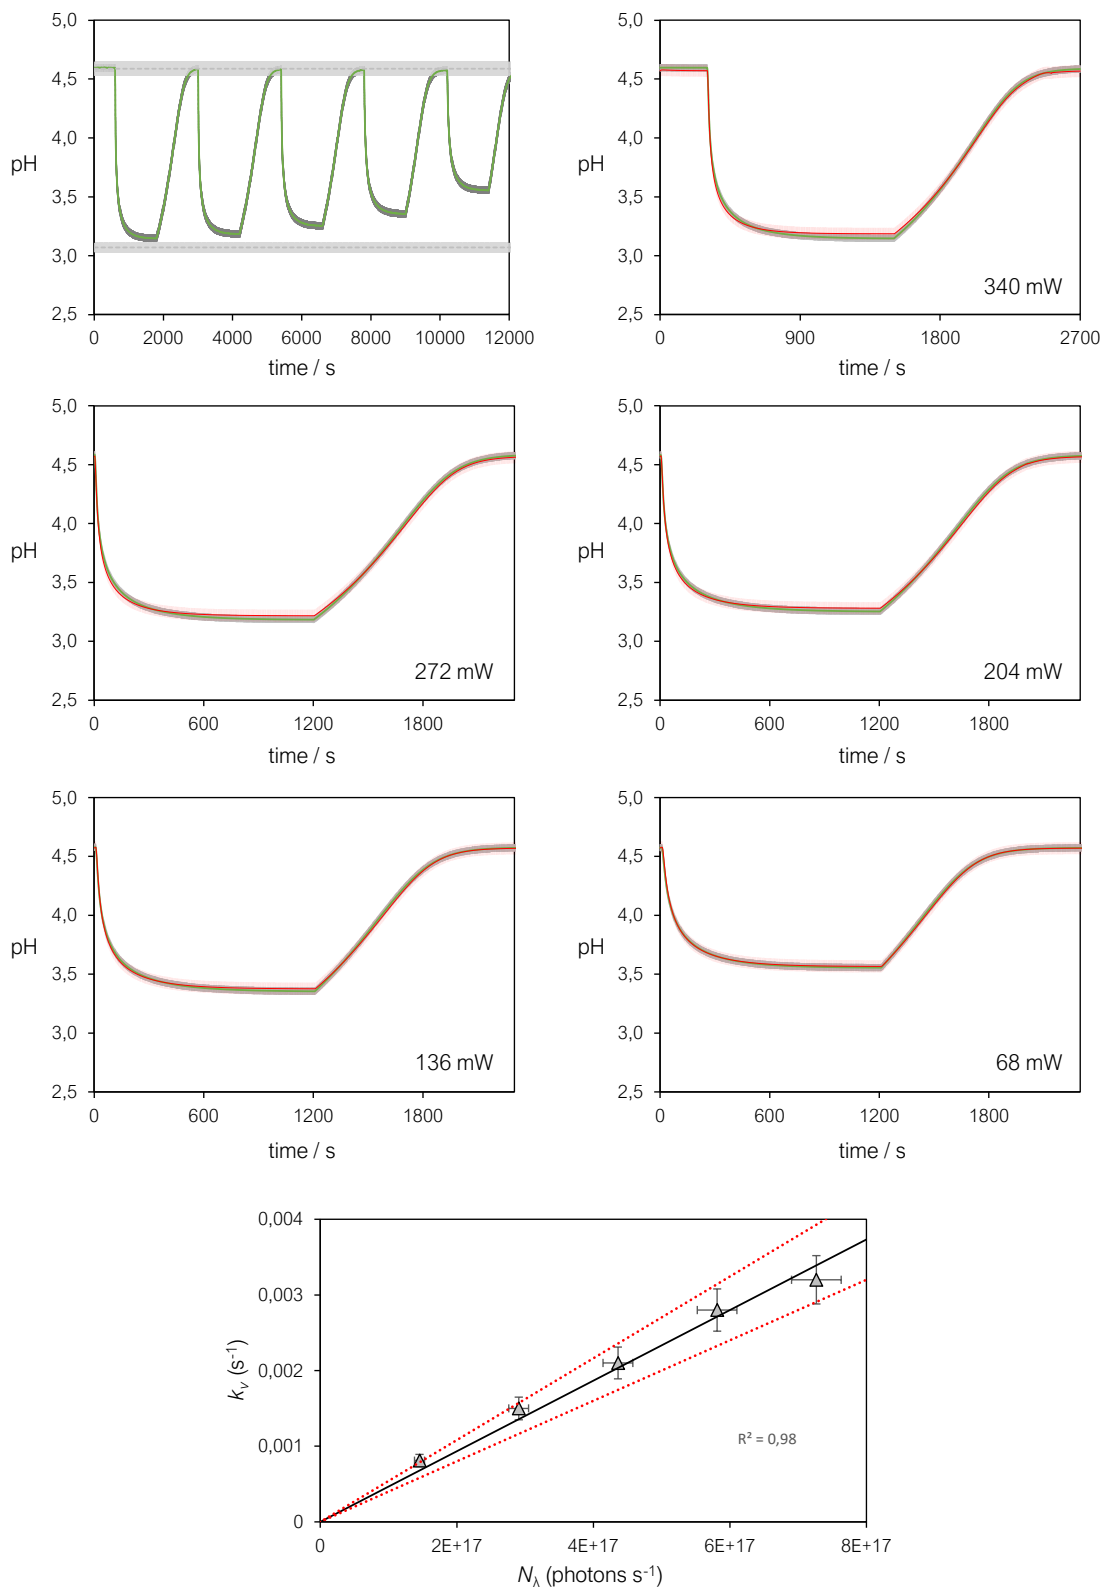 5,0
4,5
4,0
3,5
3,0
2,5
pH
0 2000 4000 6000 8000 10000 12000
time / s
5,0
4,5
4,0
3,5
3,0
2,5
pH
340 mW
0 900 1800 2700
time / s
5,0
4,5
4,0
3,5
3,0
2,5
pH
272 mW
0 600 1200 1800
time / s
5,0
4,5
4,0
3,5
3,0
2,5
pH
204 mW
0 600 1200 1800
time / s
5,0
4,5
4,0
3,5
3,0
2,5
pH
136 mW
0 600 1200 1800
time / s
5,0
4,5
4,0
3,5
3,0
2,5
pH
68 mW
0 600 1200 1800
time / s
0,004
0,003
0,002
0,001
0
k_v (s⁻¹)
R² = 0,98
0 2E+17 4E+17 6E+17 8E+17
N_λ (photons s⁻¹)